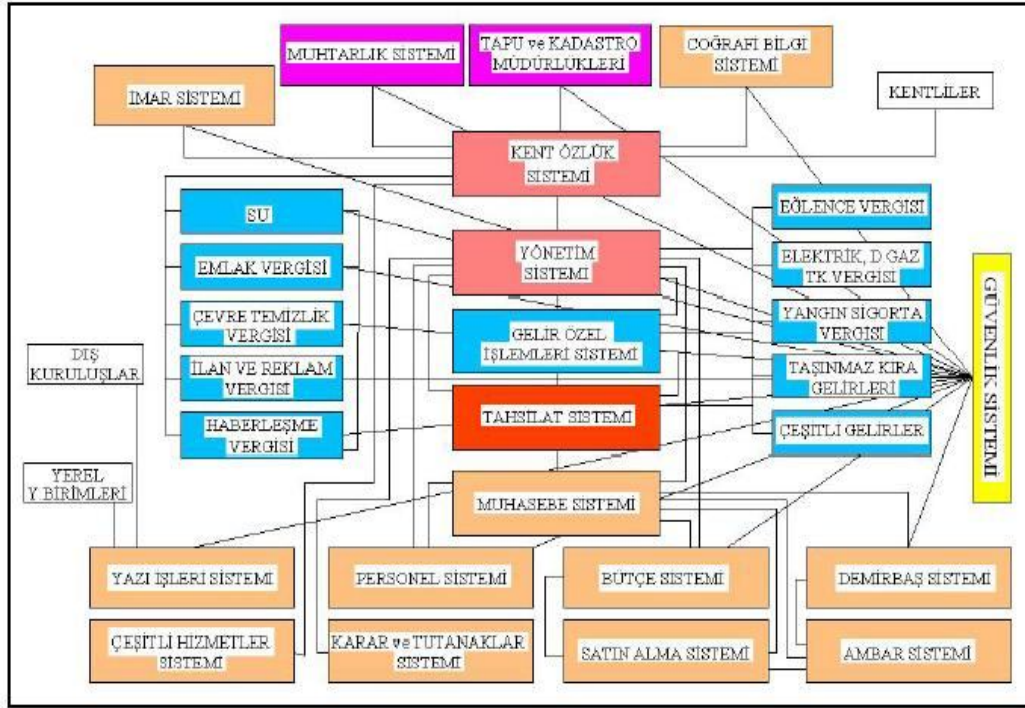 MUHTARLIK SİSTEMİ
TAPU ve KADASTRO
MÜDÜRLÜKLERİ
COĞRAFİ BİLGİ
SİSTEMİ
KENTLİLER
IMAR SİSTEMİ
KENT ÖZLÜK
SİSTEMİ
SU
EĞLENCE VERGİSİ
YÖNETİM
SİSTEMİ
EMLAK VERGİSİ
ELEKTRİK, D GAZ
TK VERGİSİ
ÇEVRE TEMİZLİK
VERGİSİ
GELİR ÖZEL
İŞLEMLERİ SİSTEMİ
YANGIN SİGORTA
VERGISI
DIŞ
KURULUŞLAR
İLAN VE REKLAM
VERGİSİ
TAŞINMAZ KIRA
GELİRLERİ
GÜVENLİK SİSTEMİ
HABERLEŞME
VERGİSİ
TAHSİLAT SİSTEMİ
ÇEŞİTLİ GELİRLER
YEREL
Y BİRİMLERİ
MUHASEBE SİSTEMİ
YAZI İŞLERİ SİSTEMİ
PERSONEL SİSTEMİ
BÜTÇE SİSTEMİ
DEMİRBAŞ SİSTEMİ
ÇEŞİTLİ HİZMETLER
SİSTEMİ
KARAR ve TUTANAKLAR
SİSTEMİ
SATIN ALMA SİSTEMİ
AMBAR SİSTEMİ